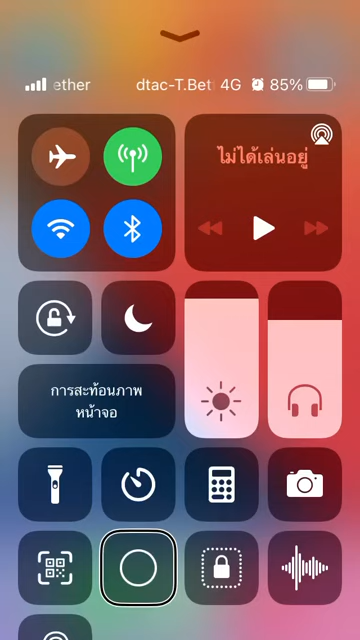 ether dtac-T.Bet 4G 85%
ไม่ได้เล่นอยู่
การสะท้อนภาพ
หน้าจอ